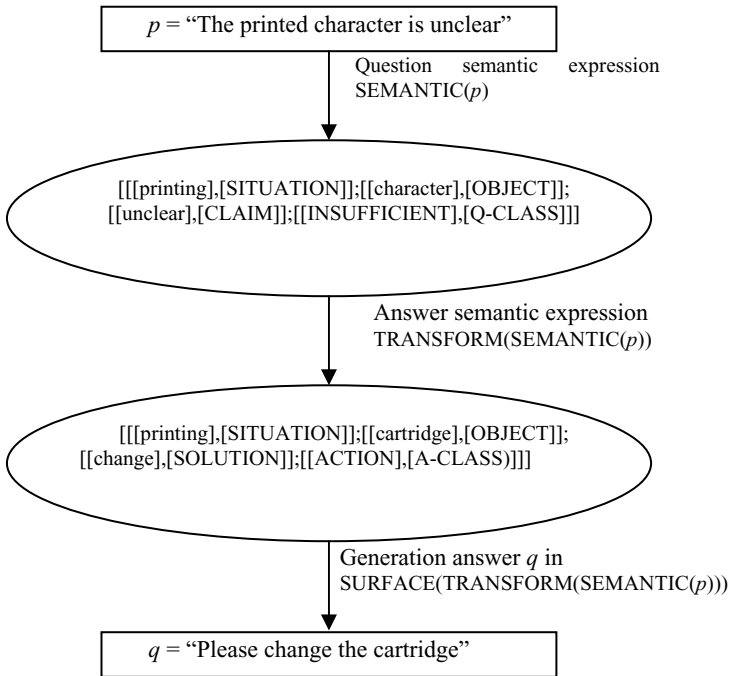 p = “The printed character is unclear”
Question semantic expression
SEMANTIC(p)
[[[printing],[SITUATION]];[[character],[OBJECT]];
[[unclear],[CLAIM]];[[INSUFFICIENT],[Q-CLASS]]]
Answer semantic expression
TRANSFORM(SEMANTIC(p))
[[[printing],[SITUATION]];[[cartridge],[OBJECT]];
[[change],[SOLUTION]];[[ACTION],[A-CLASS)]]]
Generation answer q in
SURFACE(TRANSFORM(SEMANTIC(p)))
q = “Please change the cartridge”